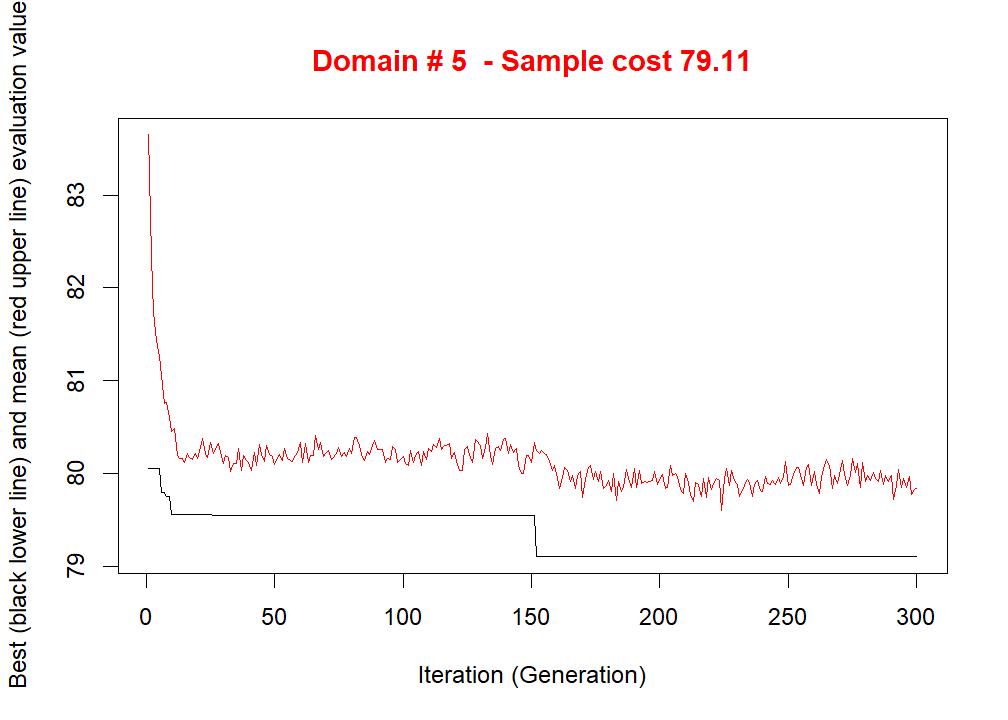 Domain # 5  - Sample cost 79.11
Best (black lower line) and mean (red upper line) evaluation value
83
82
81
80
79
0 50 100 150 200 250 300
Iteration (Generation)